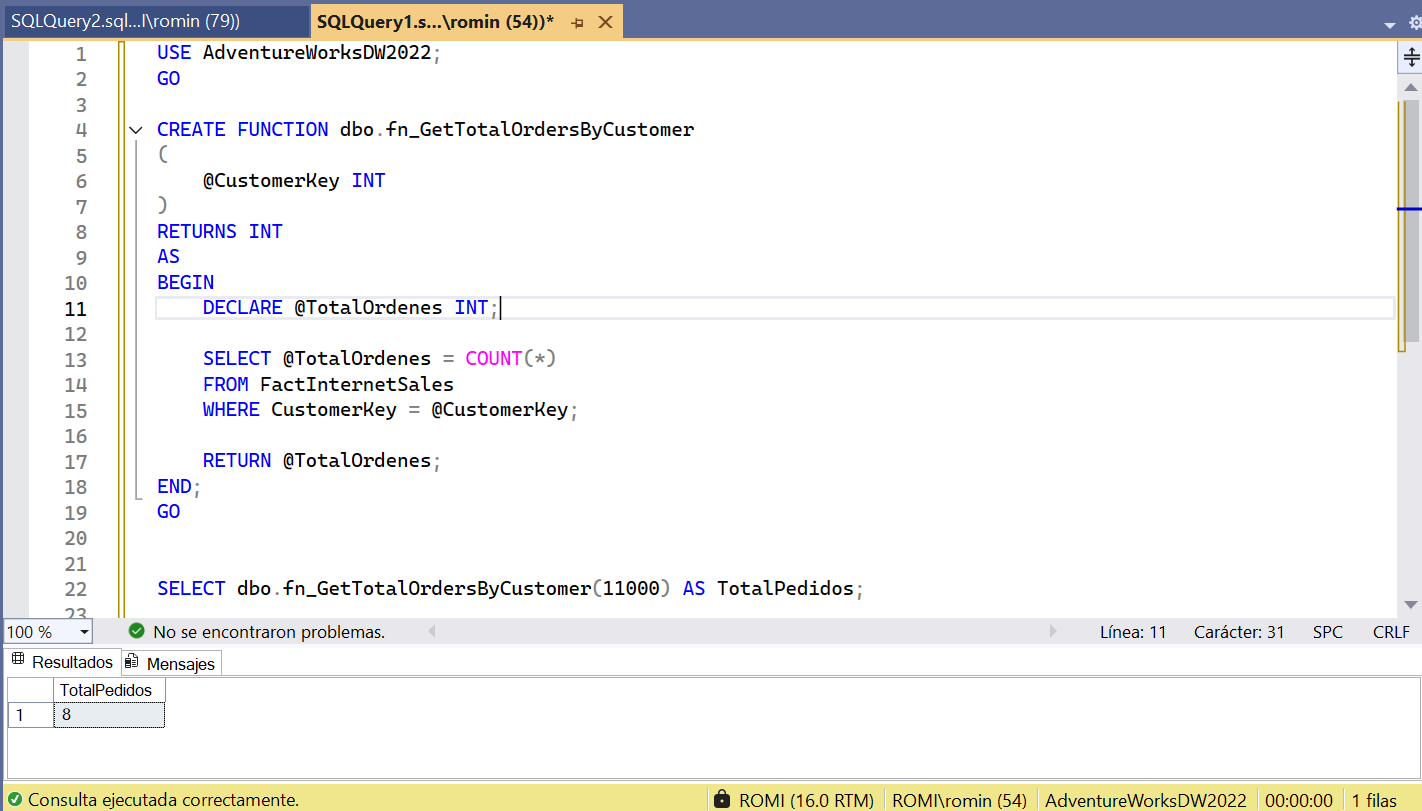 SQLQuery2.sql...l\romin (79))
SQLQuery1.s...\romin (54))*
1 USE AdventureWorksDW2022;
2 GO
3
4 CREATE FUNCTION dbo.fn_GetTotalOrdersByCustomer
5 (
6 @CustomerKey INT
7 )
8 RETURNS INT
9 AS
10 BEGIN
11 DECLARE @TotalOrdenes INT;
12
13 SELECT @TotalOrdenes = COUNT(*)
14 FROM FactInternetSales
15 WHERE CustomerKey = @CustomerKey;
16
17 RETURN @TotalOrdenes;
18 END;
19 GO
20
21
22 SELECT dbo.fn_GetTotalOrdersByCustomer(11000) AS TotalPedidos;
23
100 % No se encontraron problemas. Línea: 11 Carácter: 31 SPC CRLF
Resultados Mensajes
TotalPedidos
1 8
Consulta ejecutada correctamente. ROMI (16.0 RTM) ROMI\romin (54) AdventureWorksDW2022 00:00:00 1 filas